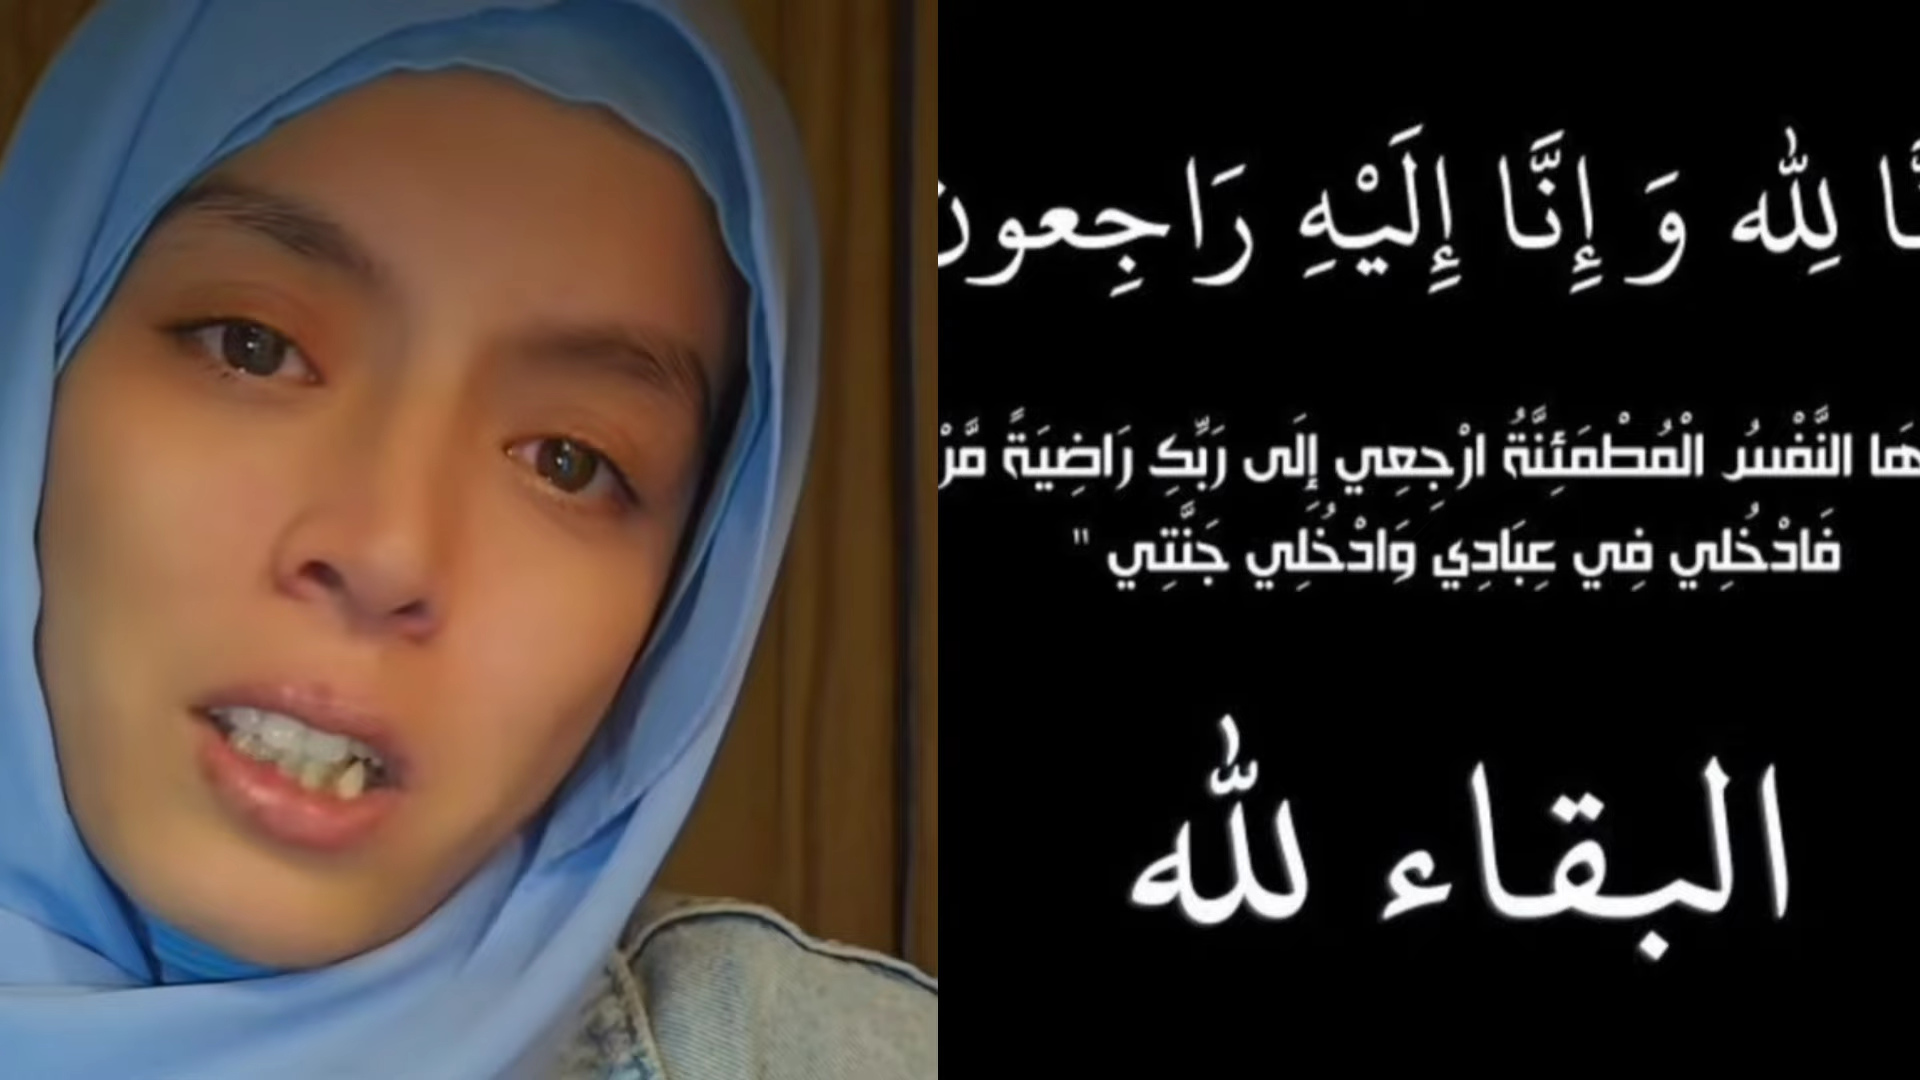 نَّا لِلّه وَ إِنَّا إِلَيْهِ رَاجِعون
هَا النَّفْسُ الْمُطْمَئِنَّةُ ارْجِعِي إِلَى رَبِّكِ رَاضِيَةً مَّرْ
فَادْخُلِي فِي عِبَادِي وَادْخُلِي جَنَّتِي "
البقاء لله